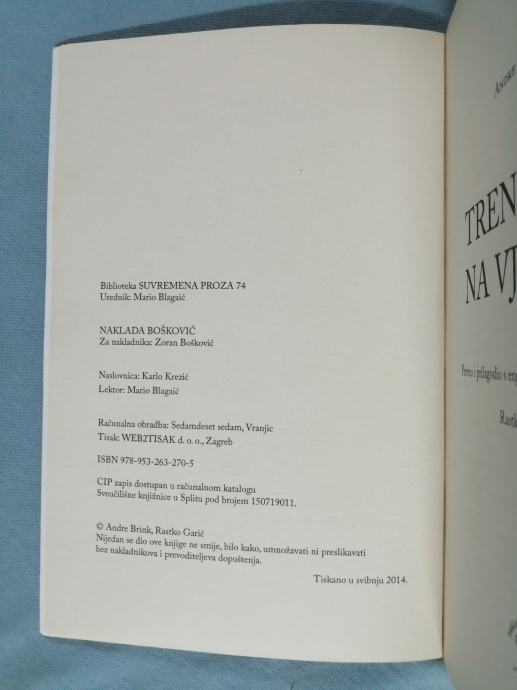 Biblioteka SUVREMENA PROZA 74
Urednik: Mario Blagaić
NAKLADA BOŠKOVIĆ
Za nakladnika: Zoran Bošković
Naslovnica: Karlo Krezić
Lektor: Mario Blagaić
Računalna obradba: Sedamdeset sedam, Vranjic
Tisak: WEB2TISAK d. o. o., Zagreb
ISBN 978-953-263-270-5
CIP zapis dostupan u računalnom katalogu
Sveučilišne knjižnice u Splitu pod brojem 150719011.
© Andre Brink, Rastko Garić
Nijedan se dio ove knjige ne smije, bilo kako, umnožavati ni preslikavati
bez nakladnikova i prevoditeljeva dopuštenja.
Tiskano u svibnju 2014.
TREN
NA VJ
i prilagodio s eng
Rastk